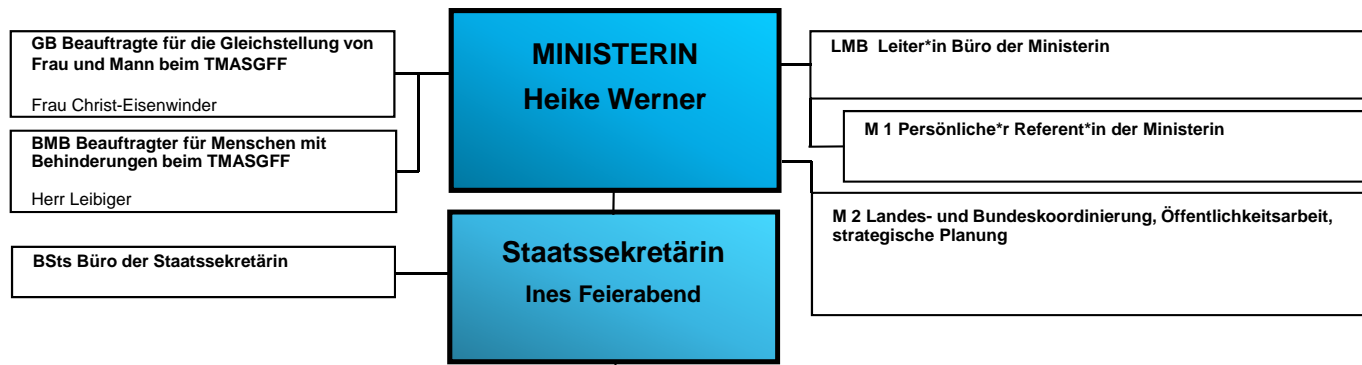 GB Beauftragte für die Gleichstellung von
Frau und Mann beim TMASGFF
Frau Christ-Eisenwinder
BMB Beauftragter für Menschen mit
Behinderungen beim TMASGFF
Herr Leibiger
BSts Büro der Staatssekretärin
MINISTERIN
Heike Werner
Staatssekretärin
Ines Feierabend
LMB Leiter*in Büro der Ministerin
M 1 Persönliche*r Referent*in der Ministerin
M 2 Landes- und Bundeskoordinierung, Öffentlichkeitsarbeit,
strategische Planung